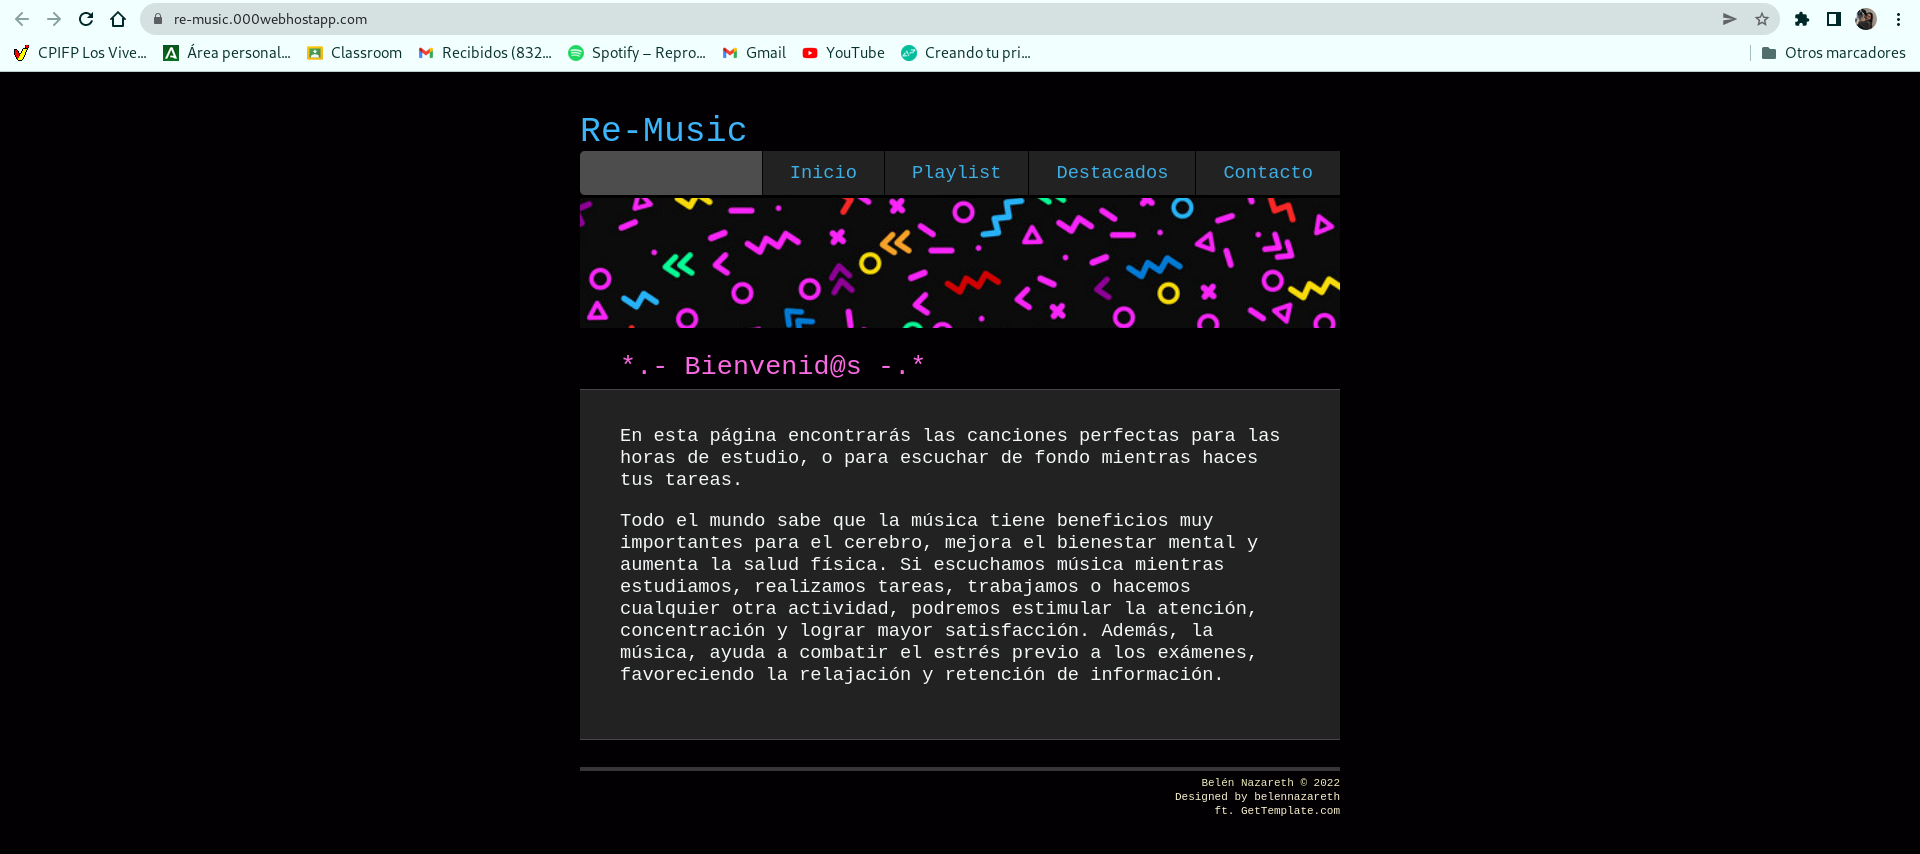 re-music.000webhostapp.com
CPIFP Los Vive... Área personal... Classroom Recibidos (832... Spotify – Repro... Gmail YouTube Creando tu pri... Otros marcadores
Re-Music
Inicio Playlist Destacados Contacto
*.- Bienvenid@s -.*
En esta página encontrarás las canciones perfectas para las
horas de estudio, o para escuchar de fondo mientras haces
tus tareas.
Todo el mundo sabe que la música tiene beneficios muy
importantes para el cerebro, mejora el bienestar mental y
aumenta la salud física. Si escuchamos música mientras
estudiamos, realizamos tareas, trabajamos o hacemos
cualquier otra actividad, podremos estimular la atención,
concentración y lograr mayor satisfacción. Además, la
música, ayuda a combatir el estrés previo a los exámenes,
favoreciendo la relajación y retención de información.
Belén Nazareth © 2022
Designed by belennazareth
ft. GetTemplate.com